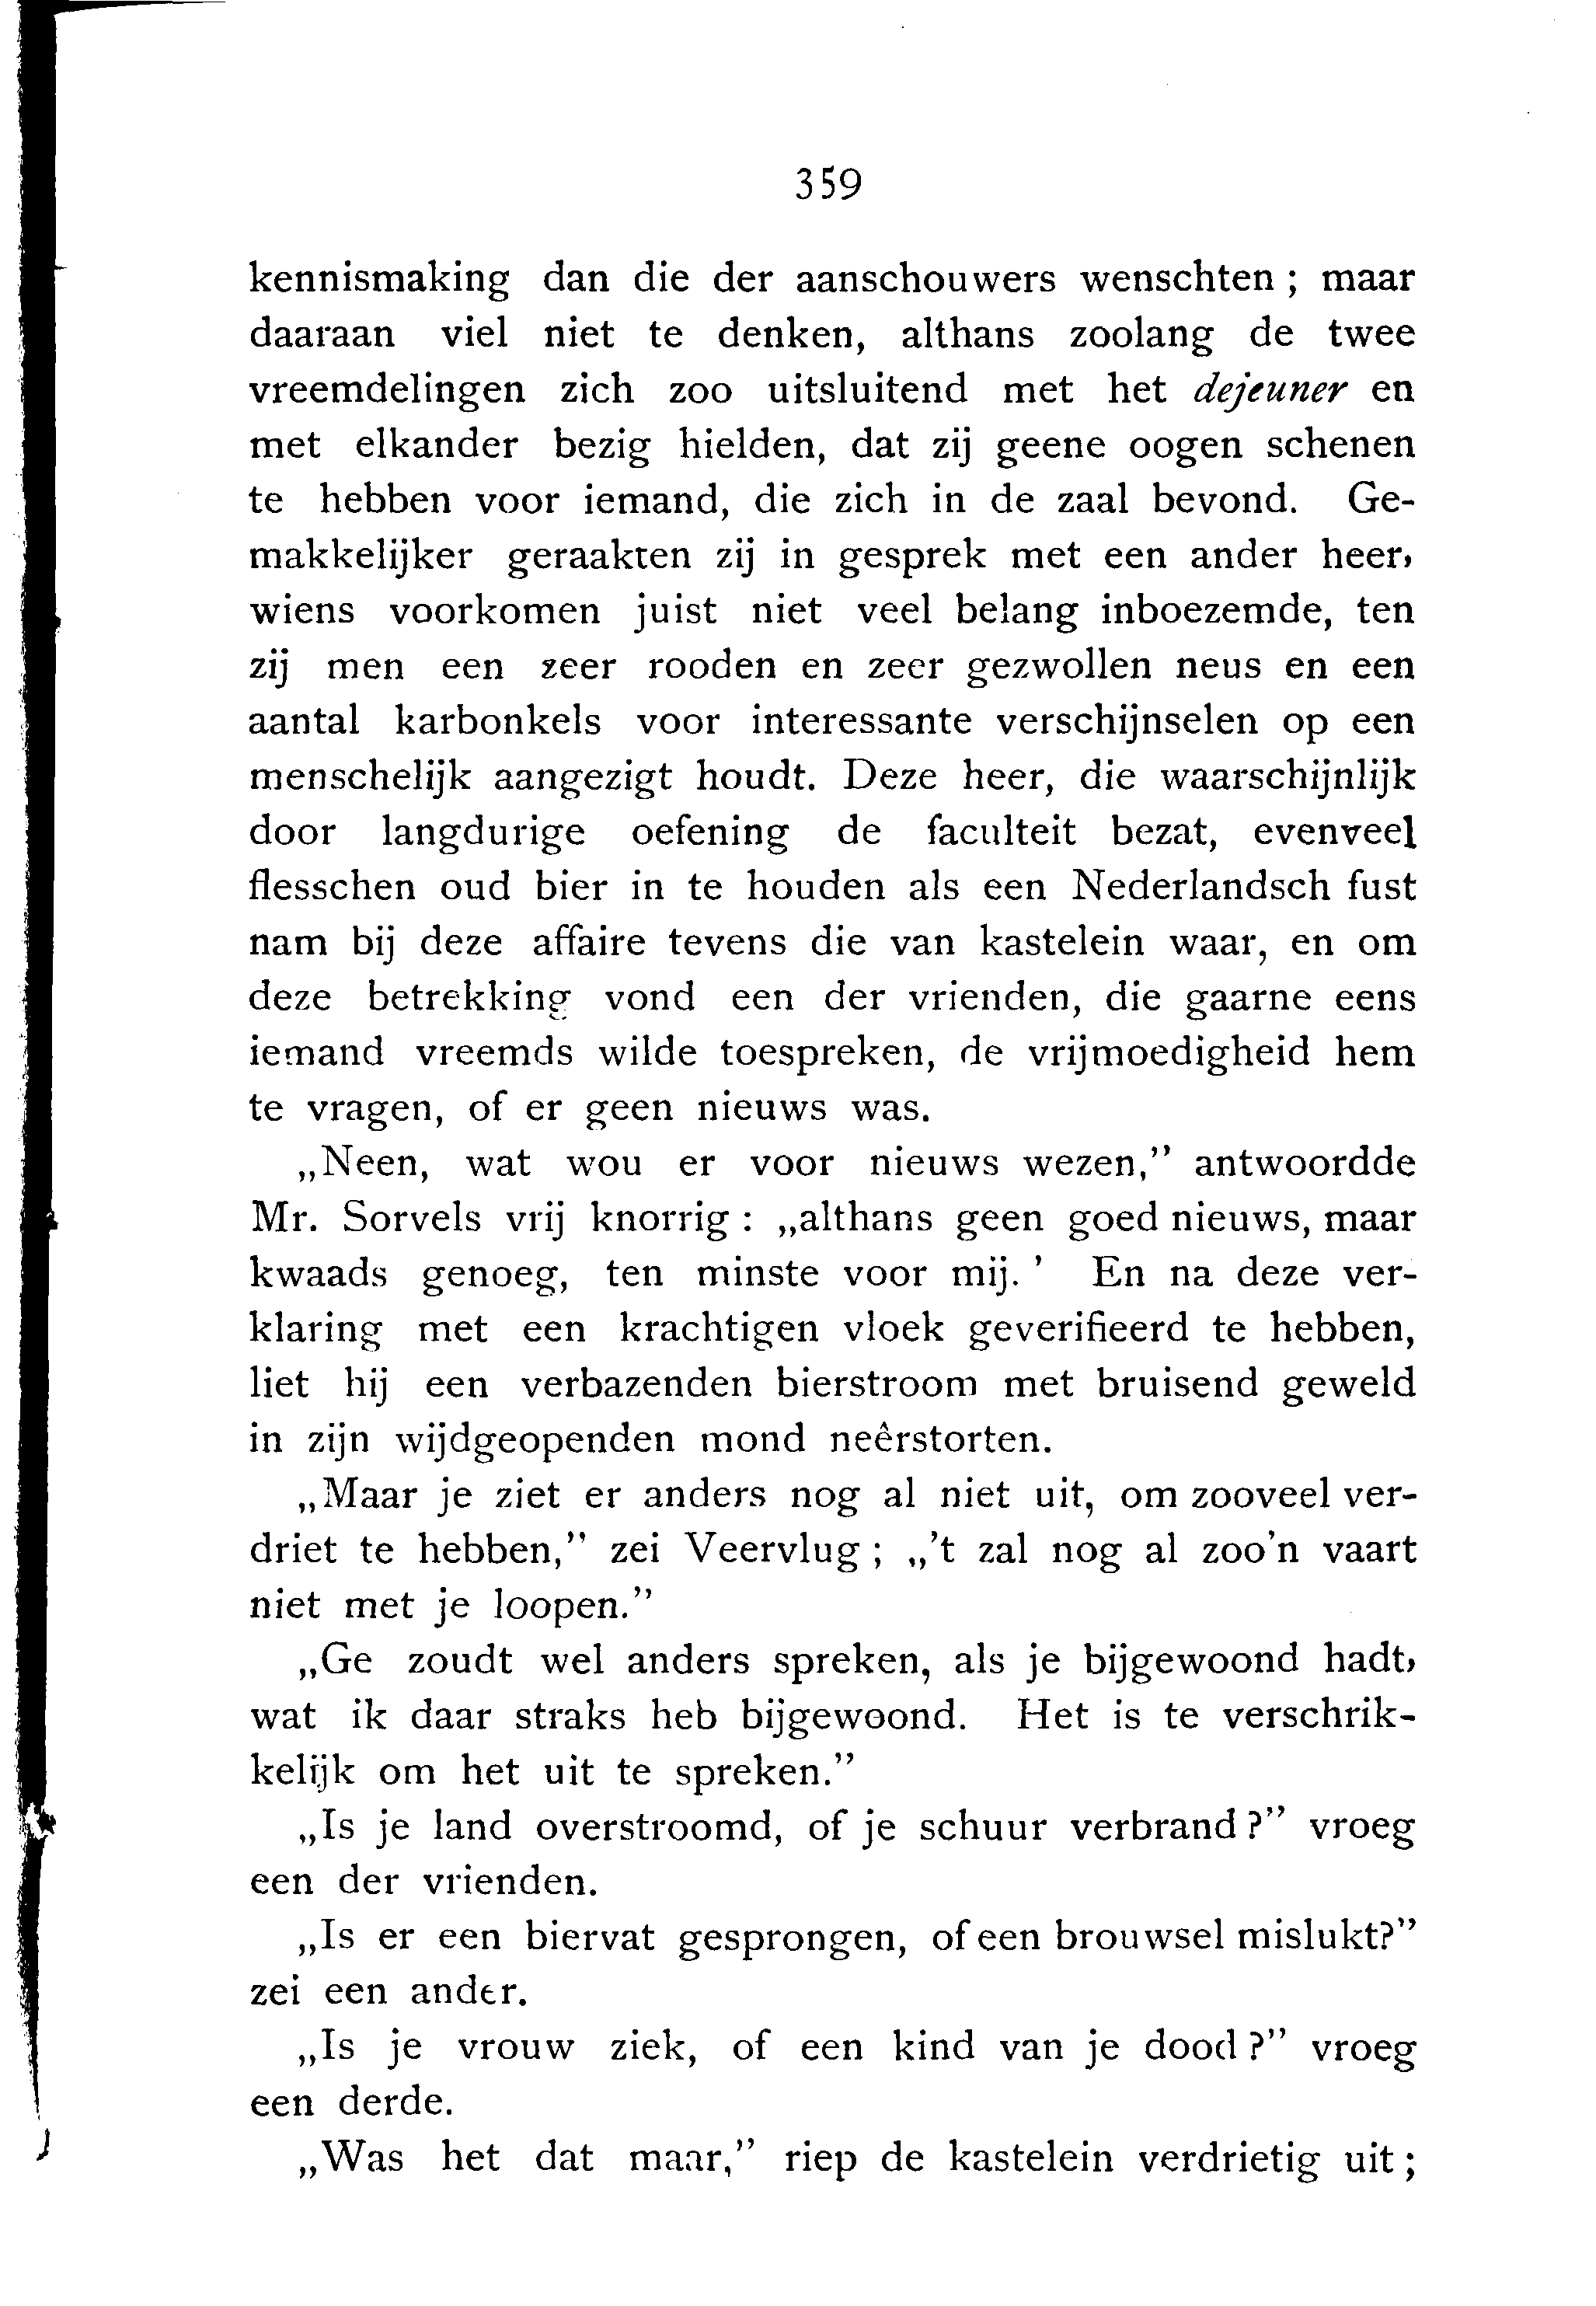 359
kennismaking dan die der aanschouwers wenschten ; maar
daaraan viel niet te denken, althans zoolang de twee
vreemdelingen zich zoo uitsluitend met het dejeuner en
met elkander bezig hielden, dat zij geene oogen schenen
te hebben voor iemand, die zich in de zaal bevond. Ge-
makkelijker geraakten zij in gesprek met een ander heer,
wiens voorkomen juist niet veel belang inboezemde, ten
zij men een zeer rooden en zeer gezwollen neus en een
aantal karbonkels voor interessante verschijnselen op een
menschelijk aangezigt houdt. Deze heer, die waarschijnlijk
door langdurige oefening de faculteit bezat, evenveel
flesschen oud bier in te houden als een Nederlandsch fust
nam bij deze affaire tevens die van kastelein waar, en om
deze betrekking vond een der vrienden, die gaarne eens
iemand vreemds wilde toespreken, de vrijmoedigheid hem
te vragen, of er geen nieuws was.
„Neen, wat wou er voor nieuws wezen,” antwoordde
Mr. Sorvels vrij knorrig : „althans geen goed nieuws, maar
kwaads genoeg, ten minste voor mij. ’ En na deze ver-
klaring met een krachtigen vloek geverifieerd te hebben,
liet hij een verbazenden bierstroom met bruisend geweld
in zijn wijdgeopenden mond neêrstorten.
„Maar je ziet er anders nog al niet uit, om zooveel ver-
driet te hebben,” zei Veervlug ; „’t zal nog al zoo’n vaart
niet met je loopen.”
„Ge zoudt wel anders spreken, als je bijgewoond hadt,
wat ik daar straks heb bijgewoond. Het is te verschrik-
kelijk om het uit te spreken.”
„Is je land overstroomd, of je schuur verbrand ?” vroeg
een der vrienden.
„Is er een biervat gesprongen, of een brouwsel mislukt?”
zei een ander.
„Is je vrouw ziek, of een kind van je dood ?” vroeg
een derde.
„Was het dat maar,” riep de kastelein verdrietig uit ;